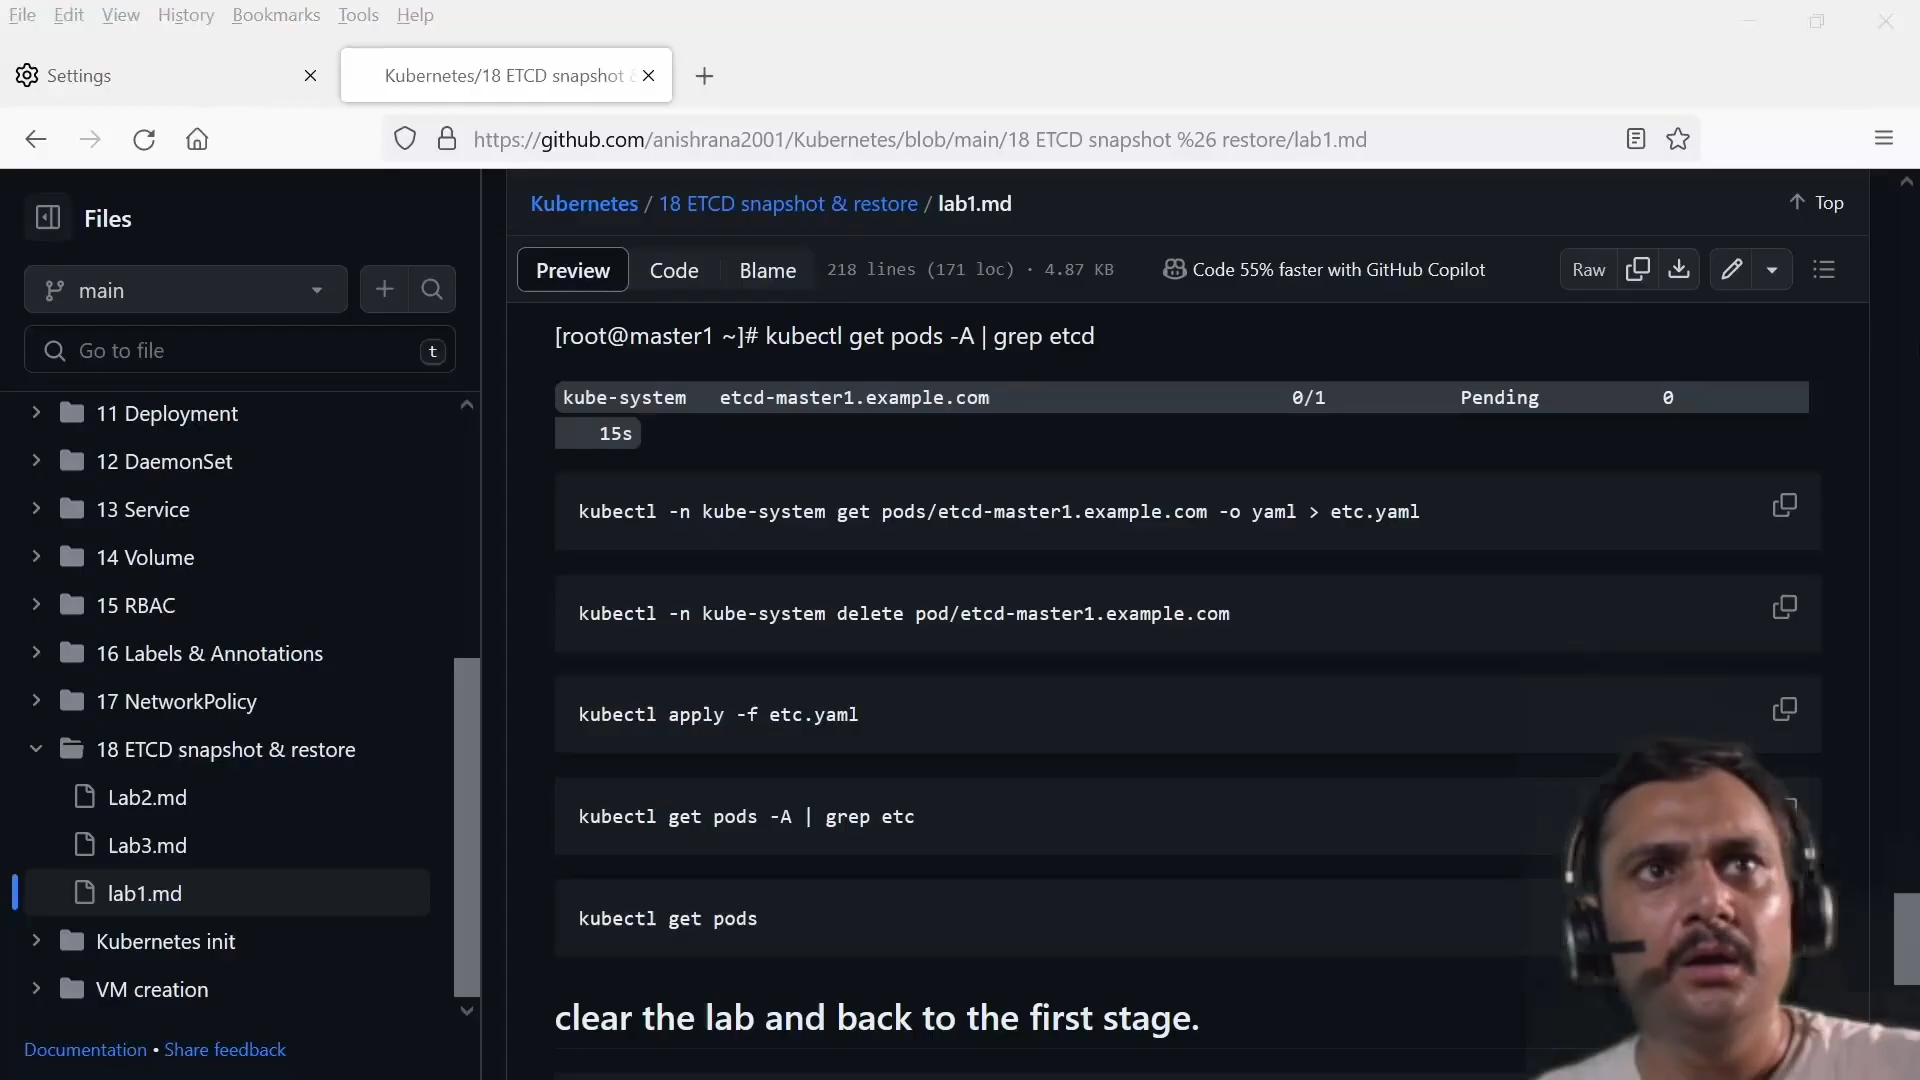 File Edit View History Bookmarks Tools Help
Settings
Kubernetes/18 ETCD snapshot &
https://github.com/anishrana2001/Kubernetes/blob/main/18 ETCD snapshot %26 restore/lab1.md
Files
main
Go to file
t
11 Deployment
12 DaemonSet
13 Service
14 Volume
15 RBAC
16 Labels & Annotations
17 NetworkPolicy
18 ETCD snapshot & restore
Lab2.md
Lab3.md
lab1.md
Kubernetes init
VM creation
Documentation • Share feedback
Kubernetes / 18 ETCD snapshot & restore / lab1.md
Top
Preview Code Blame 218 lines (171 loc) · 4.87 KB Code 55% faster with GitHub Copilot Raw
[root@master1 ~]# kubectl get pods -A | grep etcd
kube-system etcd-master1.example.com 0/1 Pending 0
15s
kubectl -n kube-system get pods/etcd-master1.example.com -o yaml > etc.yaml
kubectl -n kube-system delete pod/etcd-master1.example.com
kubectl apply -f etc.yaml
kubectl get pods -A | grep etc
kubectl get pods
clear the lab and back to the first stage.